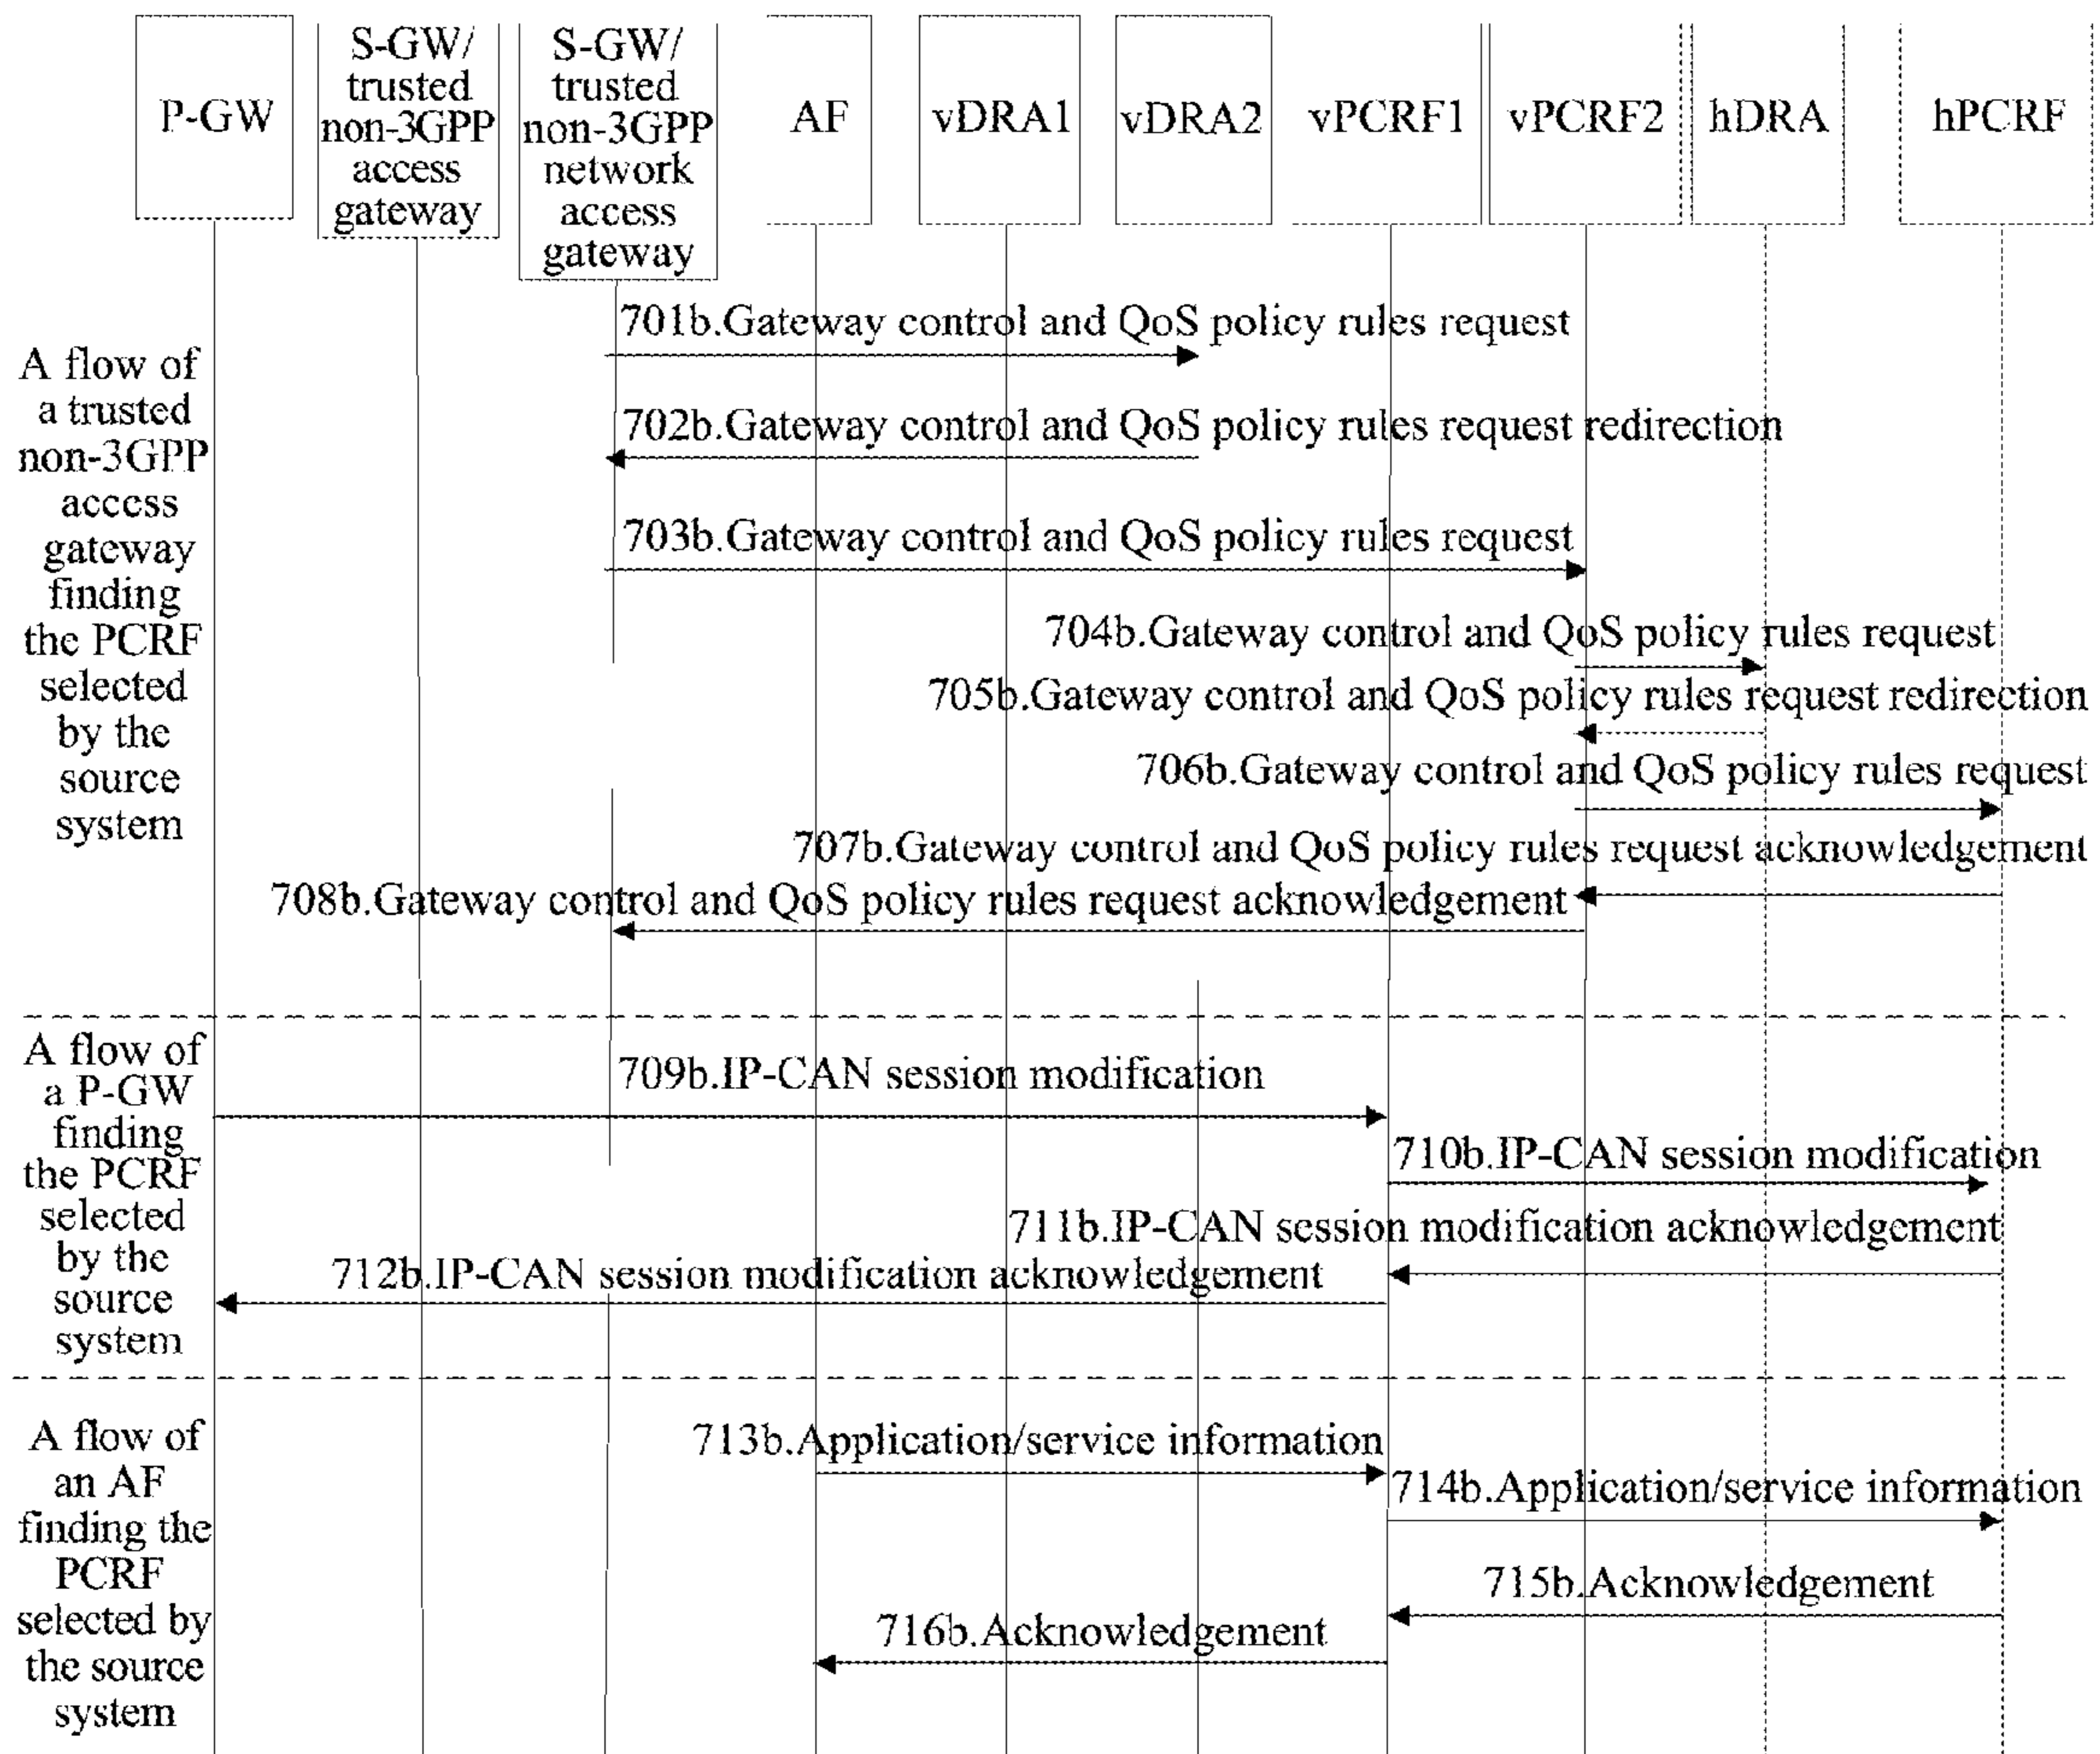 P-GW
S-GW/
trusted
non-3GPP
access
gateway
S-GW/
trusted
non-3GPP
network
access
gateway
AF
vDRA1
vDRA2
vPCRF1
vPCRF2
hDRA
hPCRF
A flow of
a trusted
non-3GPP
access
gateway
finding
the PCRF
selected
by the
source
system
701b.Gateway control and QoS policy rules request
702b.Gateway control and QoS policy rules request redirection
703b.Gateway control and QoS policy rules request
704b.Gateway control and QoS policy rules request
705b.Gateway control and QoS policy rules request redirection
706b.Gateway control and QoS policy rules request
707b.Gateway control and QoS policy rules request acknowledgement
708b.Gateway control and QoS policy rules request acknowledgement
A flow of
a P-GW
finding
the PCRF
selected
by the
source
system
709b.IP-CAN session modification
710b.IP-CAN session modification
711b.IP-CAN session modification acknowledgement
712b.IP-CAN session modification acknowledgement
A flow of
an AF
finding the
PCRF
selected by
the source
system
713b.Application/service information
714b.Application/service information
715b.Acknowledgement
716b.Acknowledgement